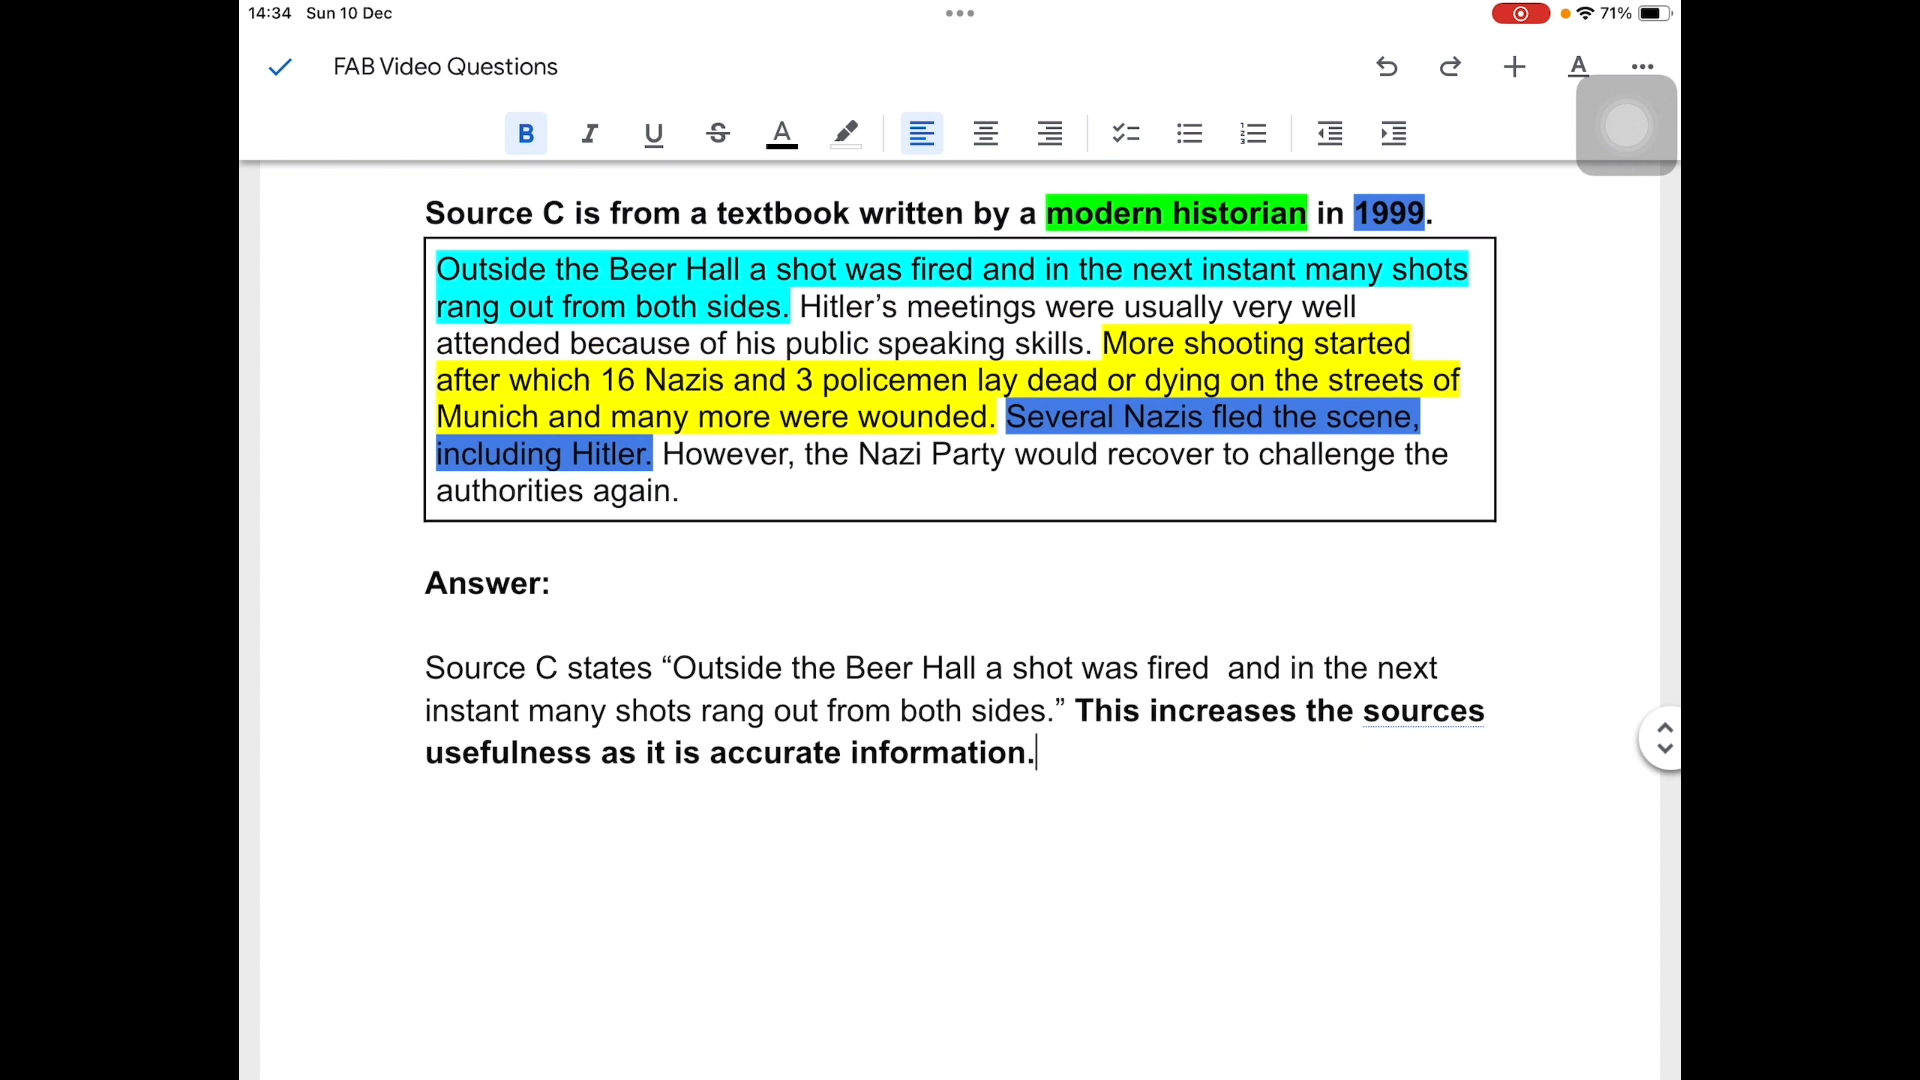 14:34 Sun 10 Dec
71%
FAB Video Questions
B I U S A
A
Source C is from a textbook written by a modern historian in 1999.
Outside the Beer Hall a shot was fired and in the next instant many shots
rang out from both sides. Hitler’s meetings were usually very well
attended because of his public speaking skills. More shooting started
after which 16 Nazis and 3 policemen lay dead or dying on the streets of
Munich and many more were wounded. Several Nazis fled the scene,
including Hitler. However, the Nazi Party would recover to challenge the
authorities again.
Answer:
Source C states “Outside the Beer Hall a shot was fired  and in the next
instant many shots rang out from both sides.” This increases the sources
usefulness as it is accurate information.